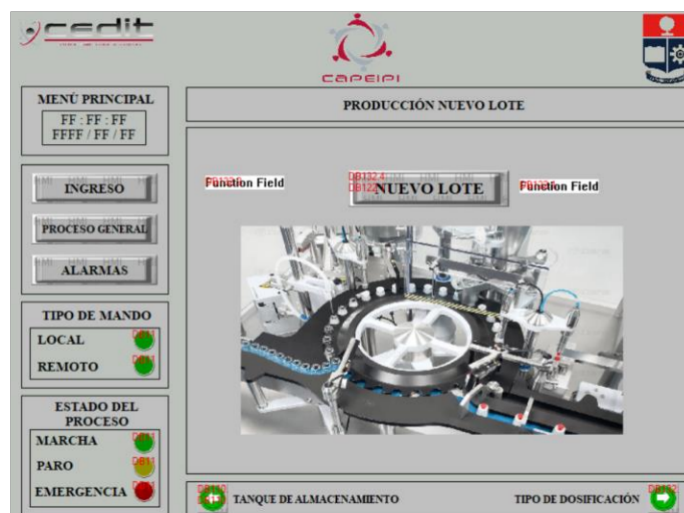 cedit
CAPEIPI
MENÚ PRINCIPAL
FF : FF : FF
FFFF / FF / FF
PRODUCCIÓN NUEVO LOTE
INGRESO
PROCESO GENERAL
ALARMAS
Function Field
NUEVO LOTE
Function Field
TIPO DE MANDO
LOCAL
REMOTO
ESTADO DEL
PROCESO
MARCHA
PARO
EMERGENCIA
TANQUE DE ALMACENAMIENTO
TIPO DE DOSIFICACIÓN